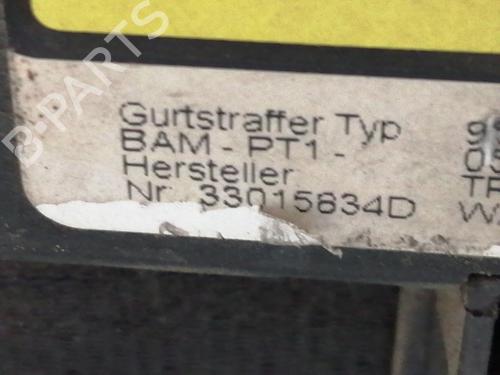 Gurtstraffer Typ
BAM - PT1 -
Hersteller
Nr. 33015834D
B-PARTS